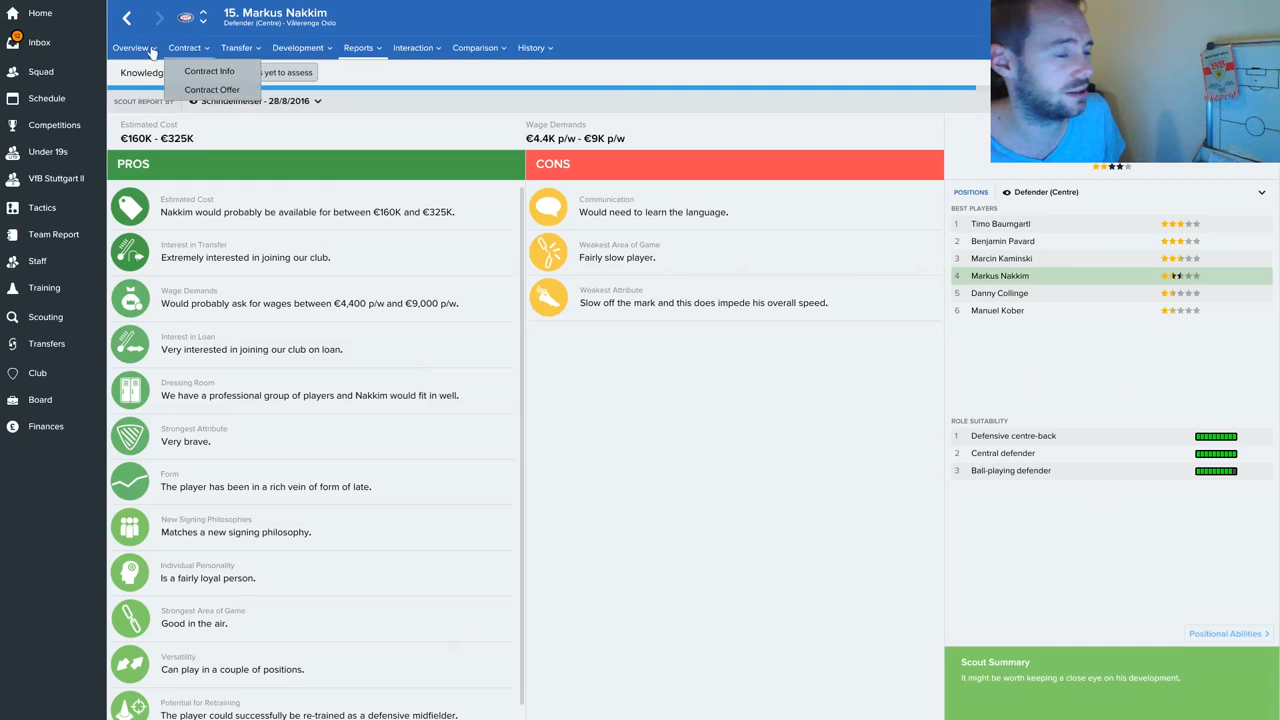 15. Markus Nakkim
Defender (Centre) - Vålerenga Oslo
Overview Contract Transfer Development Reports Interaction Comparison History
Contract Info
Contract Offer
s yet to assess
SCOUT REPORT BY Schindelmeiser - 28/8/2016
Home
12
Inbox
Squad
Schedule
Competitions
Under 19s
VfB Stuttgart II
Tactics
Team Report
Staff
Training
Scouting
Transfers
Club
Board
Finances
Estimated Cost
€160K - €325K
Wage Demands
€4.4K p/w - €9K p/w
PROS
Estimated Cost
Nakkim would probably be available for between €160K and €325K.
Interest in Transfer
Extremely interested in joining our club.
Wage Demands
Would probably ask for wages between €4,400 p/w and €9,000 p/w.
Interest in Loan
Very interested in joining our club on loan.
Dressing Room
We have a professional group of players and Nakkim would fit in well.
Strongest Attribute
Very brave.
Form
The player has been in a rich vein of form of late.
New Signing Philosophies
Matches a new signing philosophy.
Individual Personality
Is a fairly loyal person.
Strongest Area of Game
Good in the air.
Versatility
Can play in a couple of positions.
Potential for Retraining
The player could successfully be re-trained as a defensive midfielder.
CONS
Communication
Would need to learn the language.
Weakest Area of Game
Fairly slow player.
Weakest Attribute
Slow off the mark and this does impede his overall speed.
POSITIONS Defender (Centre)
BEST PLAYERS
1 Timo Baumgartl
2 Benjamin Pavard
3 Marcin Kaminski
4 Markus Nakkim
5 Danny Collinge
6 Manuel Kober
ROLE SUITABILITY
1 Defensive centre-back
2 Central defender
3 Ball-playing defender
Positional Abilities
Scout Summary
It might be worth keeping a close eye on his development.